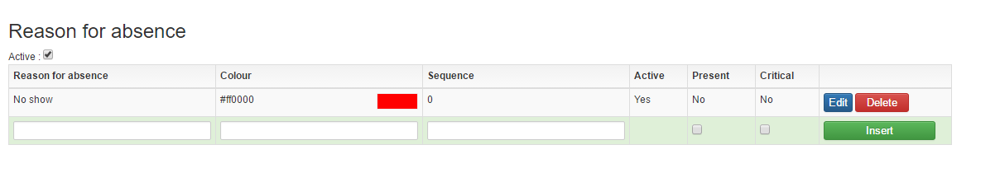 Reason for absence
Active :
Reason for absence Colour Sequence Active Present Critical
No show #ff0000 0 Yes No No Edit Delete
Insert